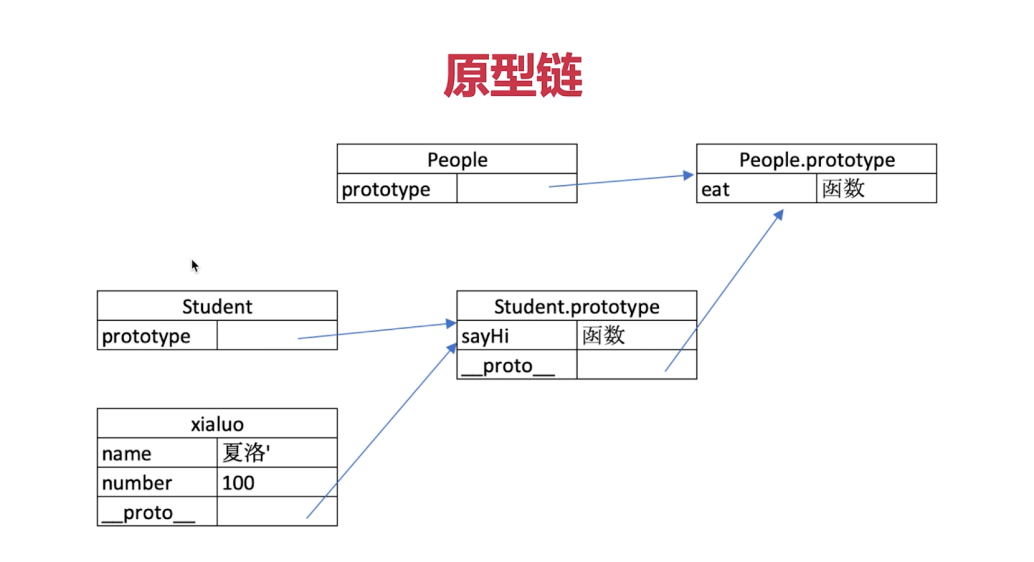 原型链
People
prototype
People.prototype
eat 函数
Student
prototype
Student.prototype
sayHi 函数
__proto__
xialuo
name 夏洛'
number 100
__proto__